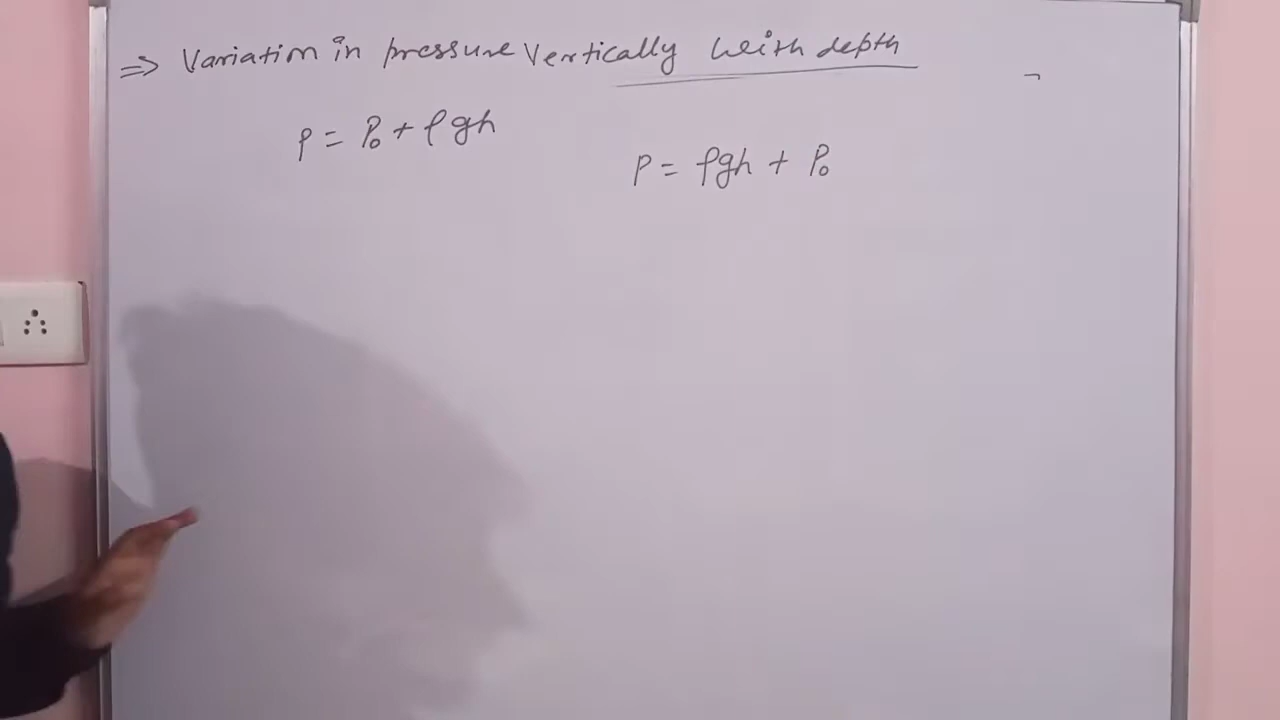 ⇒ Variation in pressure Vertically with depth
P = P₀ + ρgh
P = ρgh + P₀